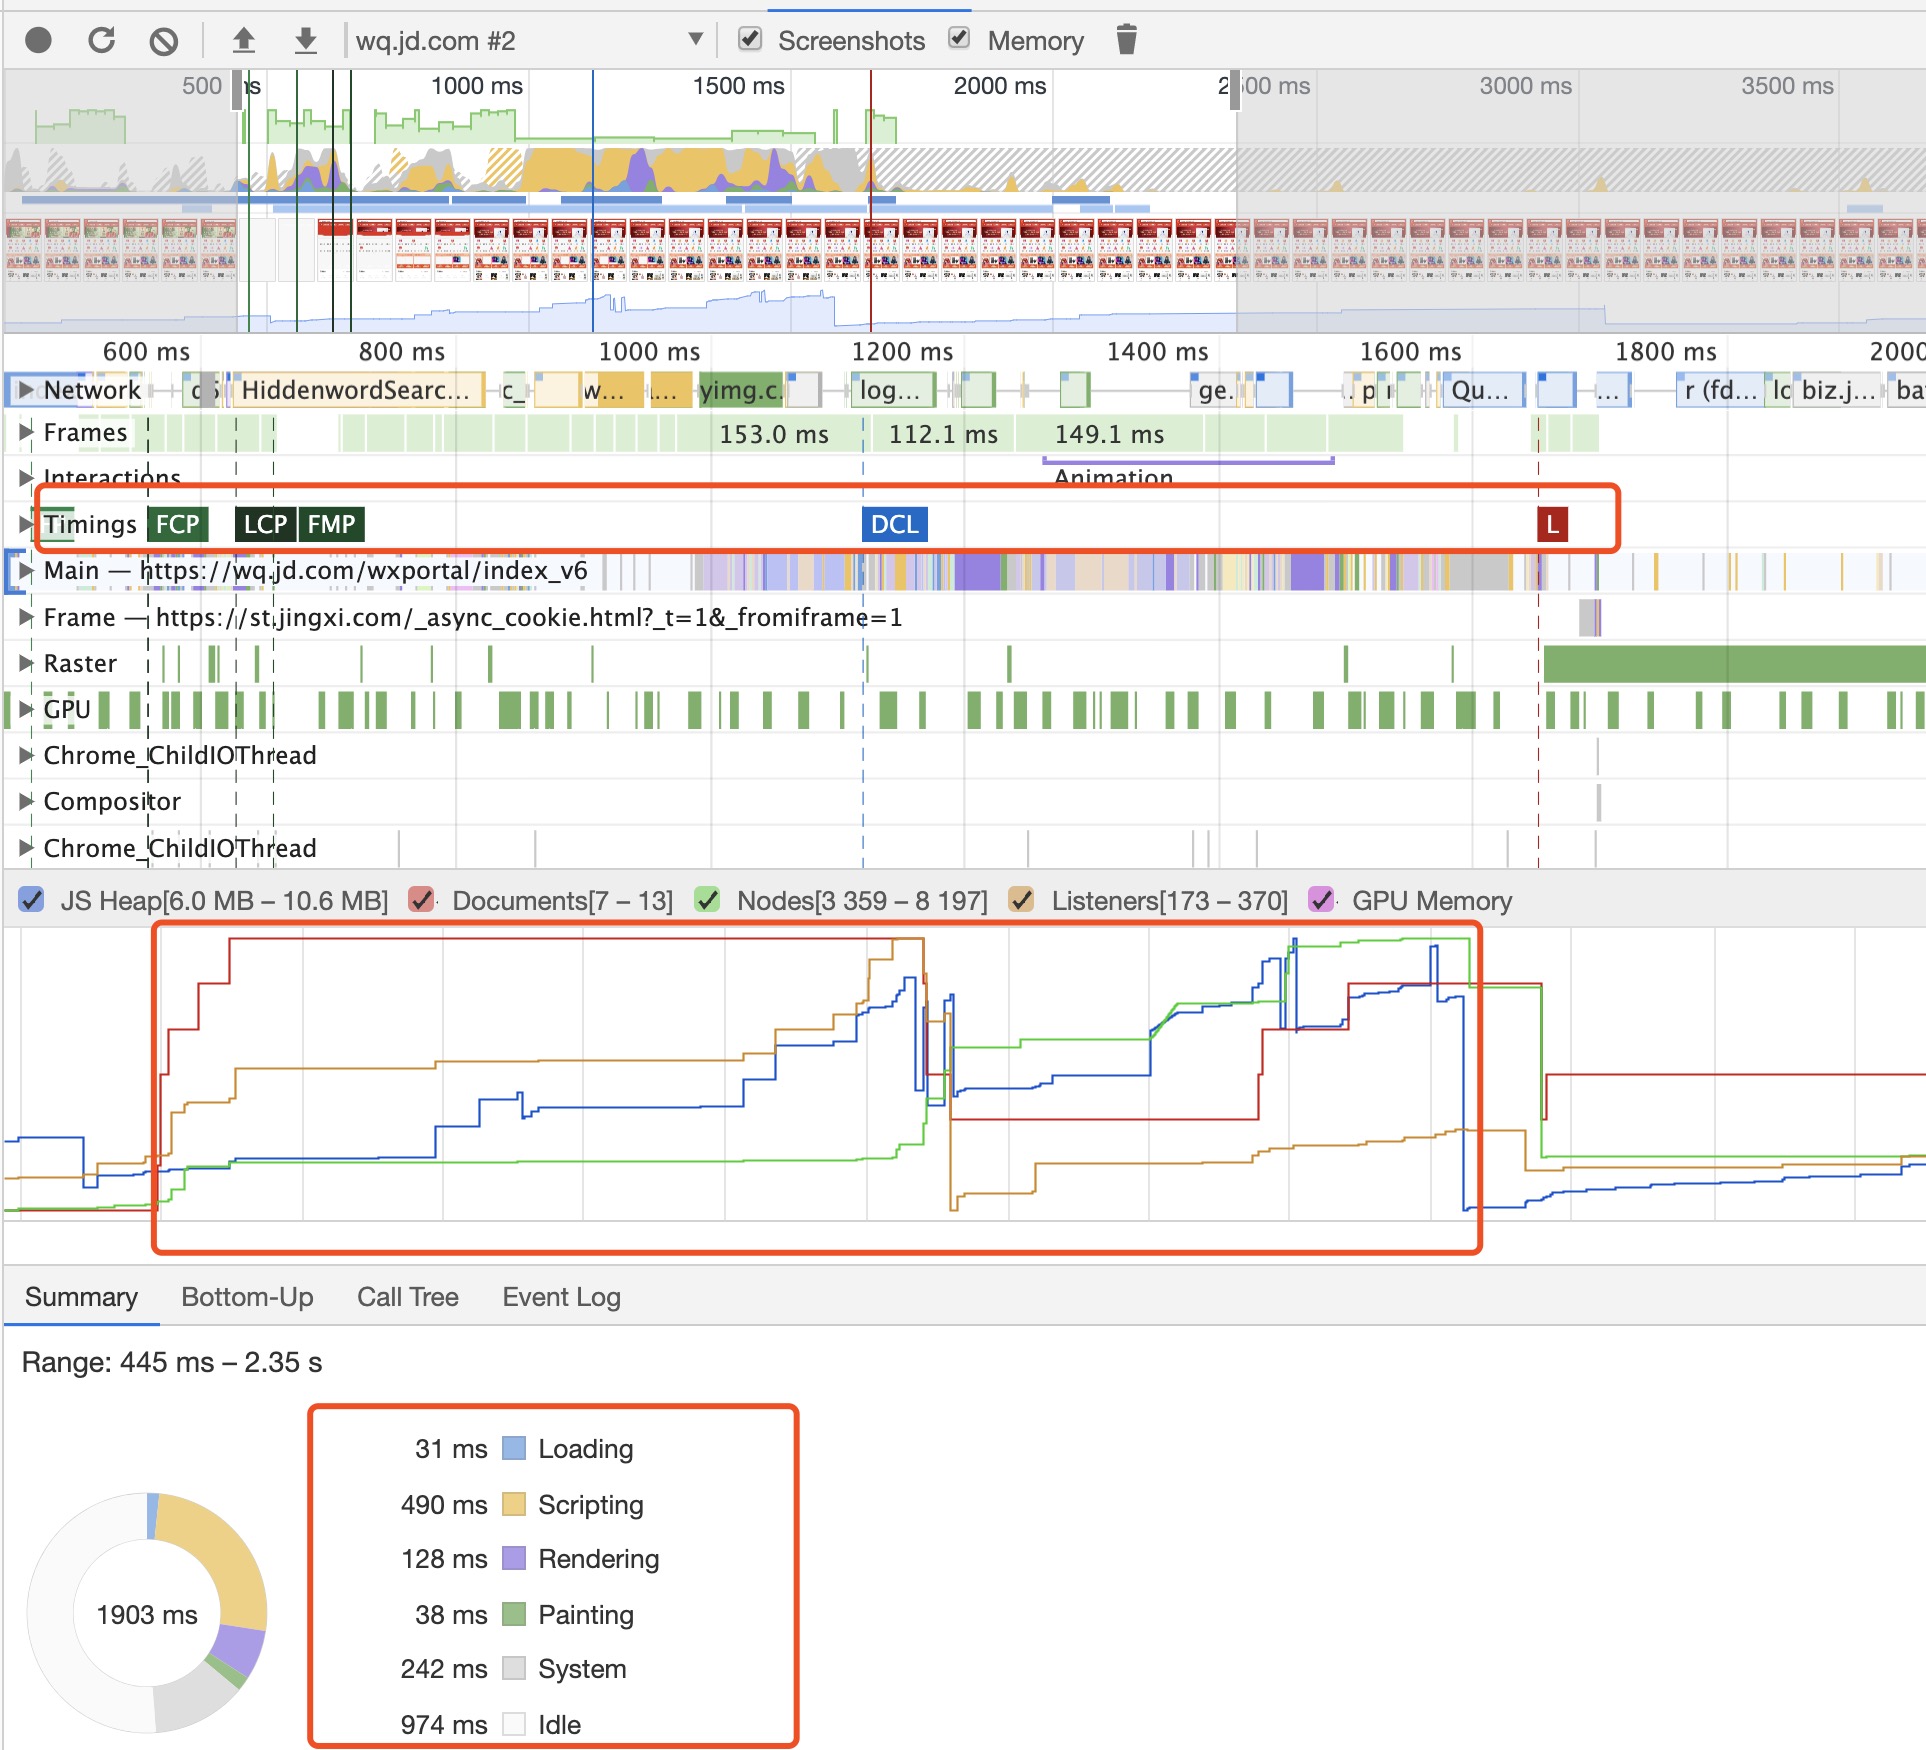 wq.jd.com #2 Screenshots Memory
500 ms 1000 ms 1500 ms 2000 ms 2500 ms 3000 ms 3500 ms
600 ms 800 ms 1000 ms 1200 ms 1400 ms 1600 ms 1800 ms 2000
Network HiddenwordSearc... c_ w... ... yimg.c. log... ge. .p Qu... ... r (fd... lc biz.j... ba
Frames 153.0 ms 112.1 ms 149.1 ms
Interactions Animation
Timings FCP LCP FMP DCL L
Main — https://wq.jd.com/wxportal/index_v6
Frame — https://st.jingxi.com/_async_cookie.html?_t=1&_fromiframe=1
Raster
GPU
Chrome_ChildIOThread
Compositor
Chrome_ChildIOThread
JS Heap[6.0 MB – 10.6 MB] Documents[7 – 13] Nodes[3 359 – 8 197] Listeners[173 – 370] GPU Memory
Summary Bottom-Up Call Tree Event Log
Range: 445 ms – 2.35 s
31 ms Loading
490 ms Scripting
128 ms Rendering
1903 ms
38 ms Painting
242 ms System
974 ms Idle